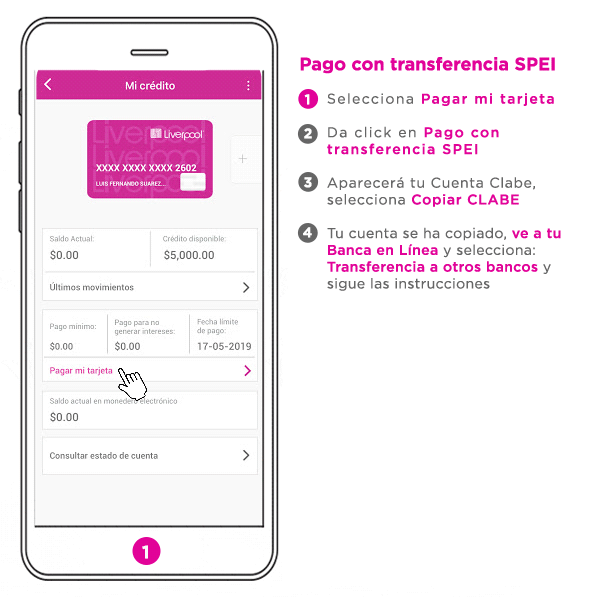 Mi crédito
Liverpool
Liverpool
XXXX XXXX XXXX 2602
LUIS FERNANDO SUAREZ...
+
Saldo Actual:
$0.00
Crédito disponible:
$5,000.00
Últimos movimientos
Pago mínimo:
$0.00
Pago para no
generar intereses:
$0.00
Fecha límite
de pago:
17-05-2019
Pagar mi tarjeta
Saldo actual en monedero electrónico
$0.00
Consultar estado de cuenta
1
Pago con transferencia SPEI
1 Selecciona Pagar mi tarjeta
2 Da click en Pago con
transferencia SPEI
3 Aparecerá tu Cuenta Clabe,
selecciona Copiar CLABE
4 Tu cuenta se ha copiado, ve a tu
Banca en Línea y selecciona:
Transferencia a otros bancos y
sigue las instrucciones